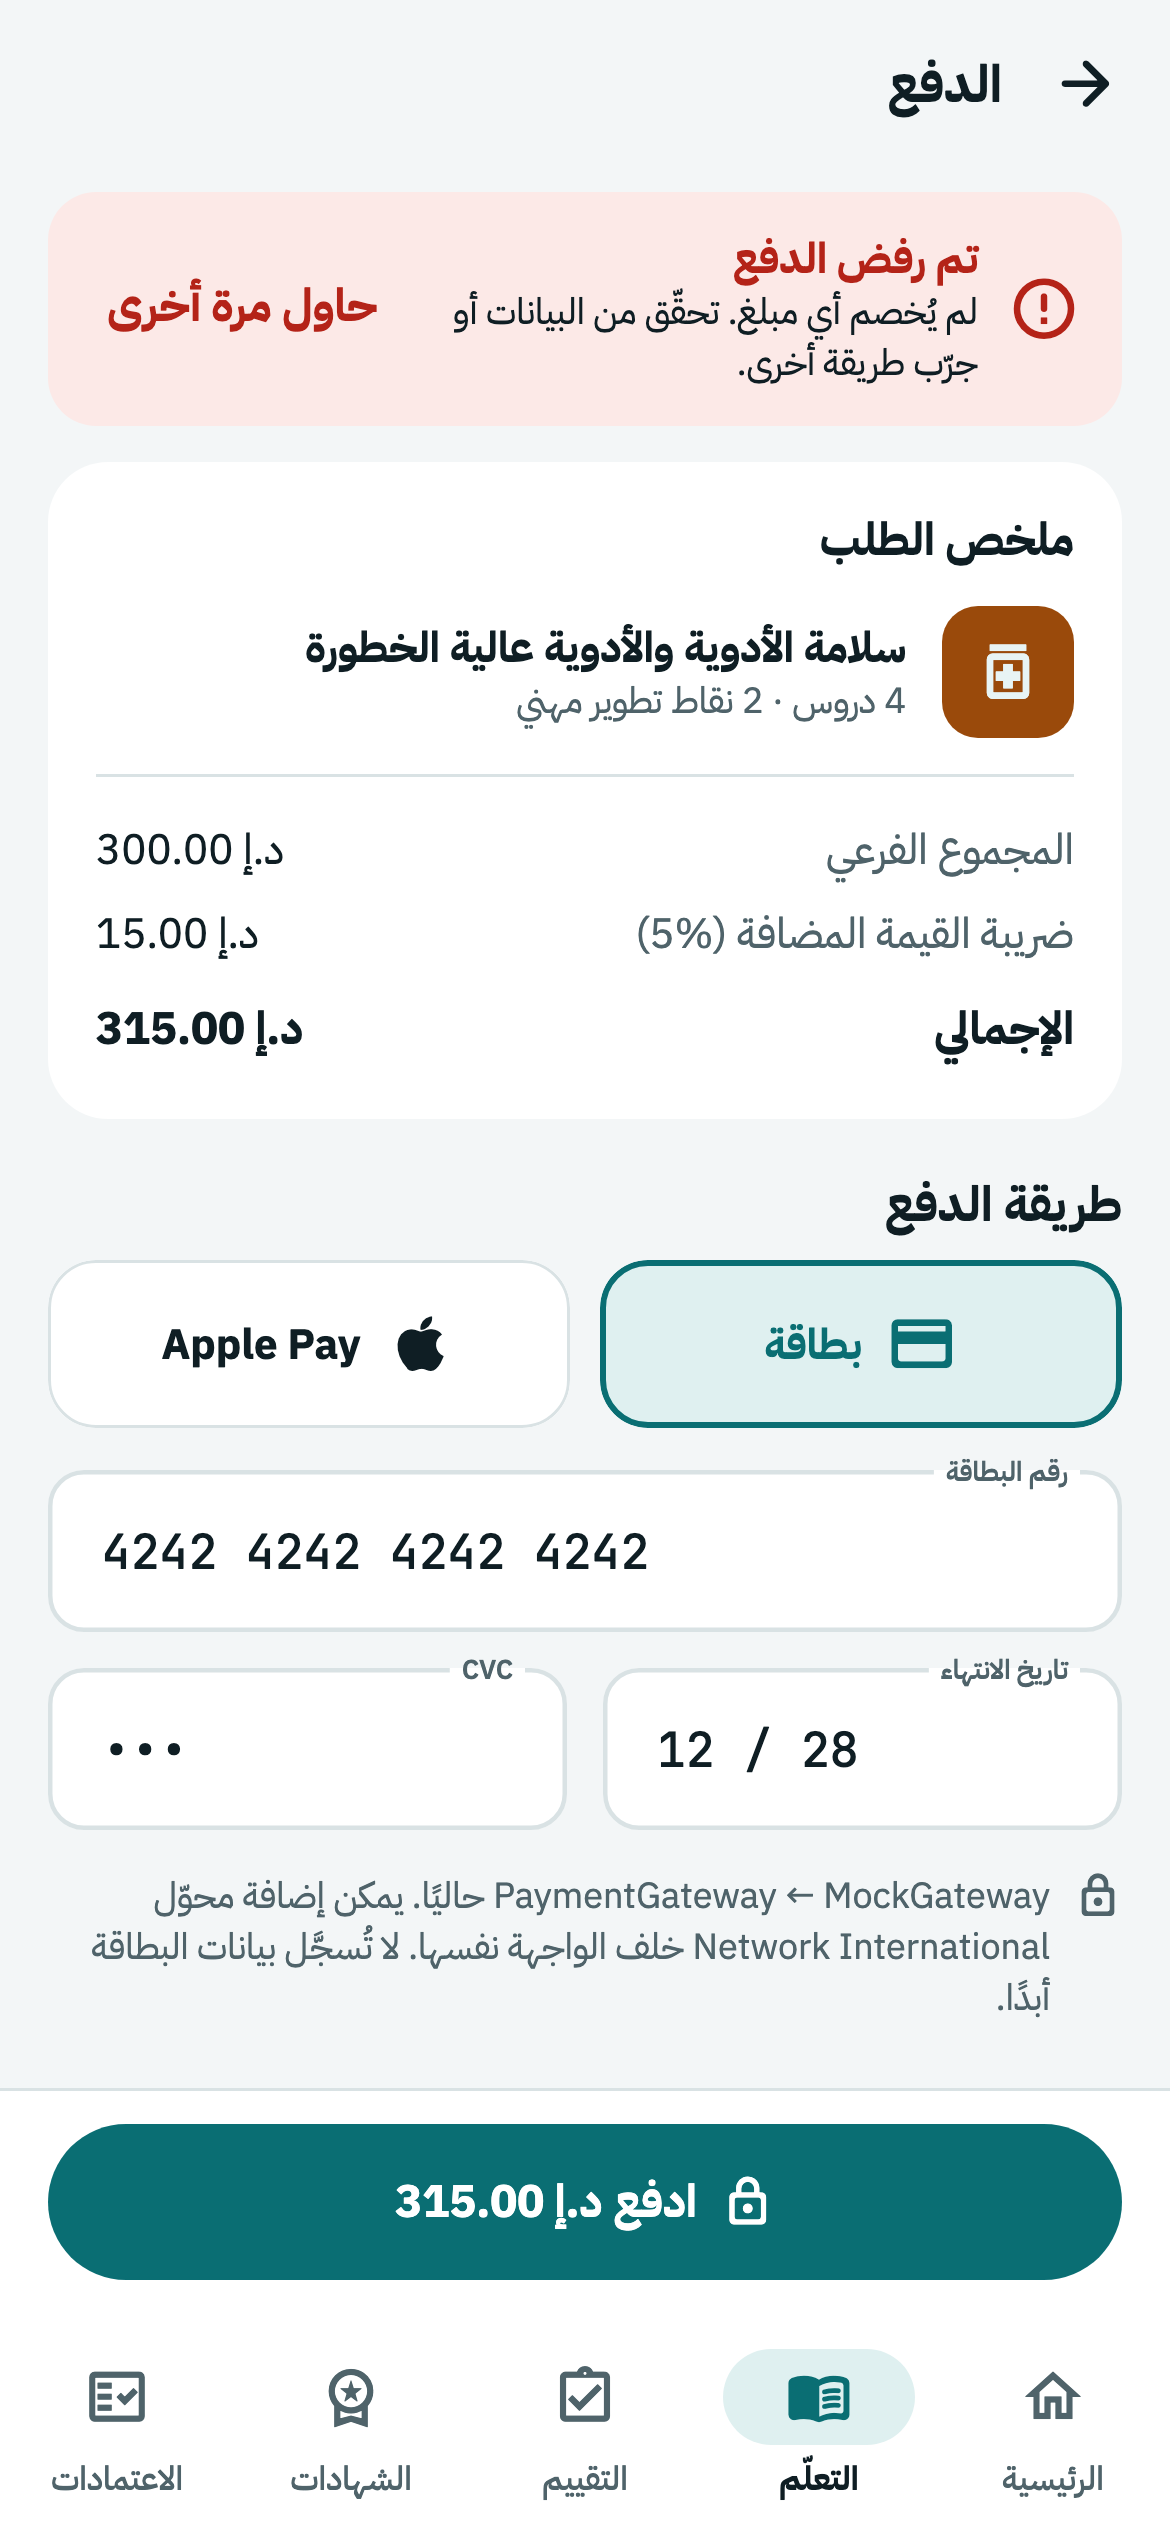 الدفع
تم رفض الدفع
لم يُخصم أي مبلغ. تحقّق من البيانات أو
جرّب طريقة أخرى.
حاول مرة أخرى
ملخص الطلب
سلامة الأدوية والأدوية عالية الخطورة
4 دروس · 2 نقاط تطوير مهني
المجموع الفرعي
د.إ 300.00
ضريبة القيمة المضافة (5%)
د.إ 15.00
الإجمالي
د.إ 315.00
طريقة الدفع
بطاقة
Apple Pay
رقم البطاقة
4242 4242 4242 4242
تاريخ الانتهاء
12 / 28
CVC
•••
PaymentGateway ← MockGateway حاليًا. يمكن إضافة محوّل
Network International خلف الواجهة نفسها. لا تُسجَّل بيانات البطاقة
أبدًا.
ادفع د.إ 315.00
الرئيسية
التعلّم
التقييم
الشهادات
الاعتمادات